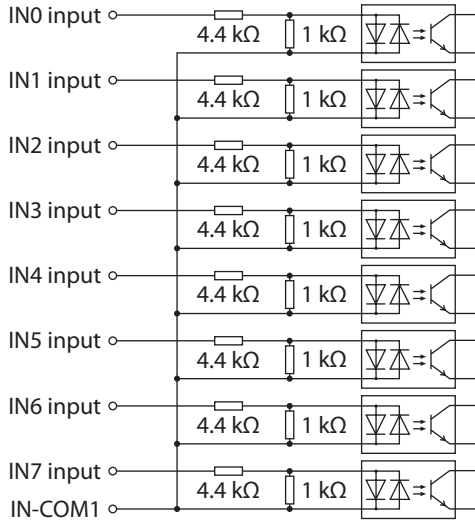 IN0 input
4.4 kΩ 1 kΩ
IN1 input
4.4 kΩ 1 kΩ
IN2 input
4.4 kΩ 1 kΩ
IN3 input
4.4 kΩ 1 kΩ
IN4 input
4.4 kΩ 1 kΩ
IN5 input
4.4 kΩ 1 kΩ
IN6 input
4.4 kΩ 1 kΩ
IN7 input
4.4 kΩ 1 kΩ
IN-COM1